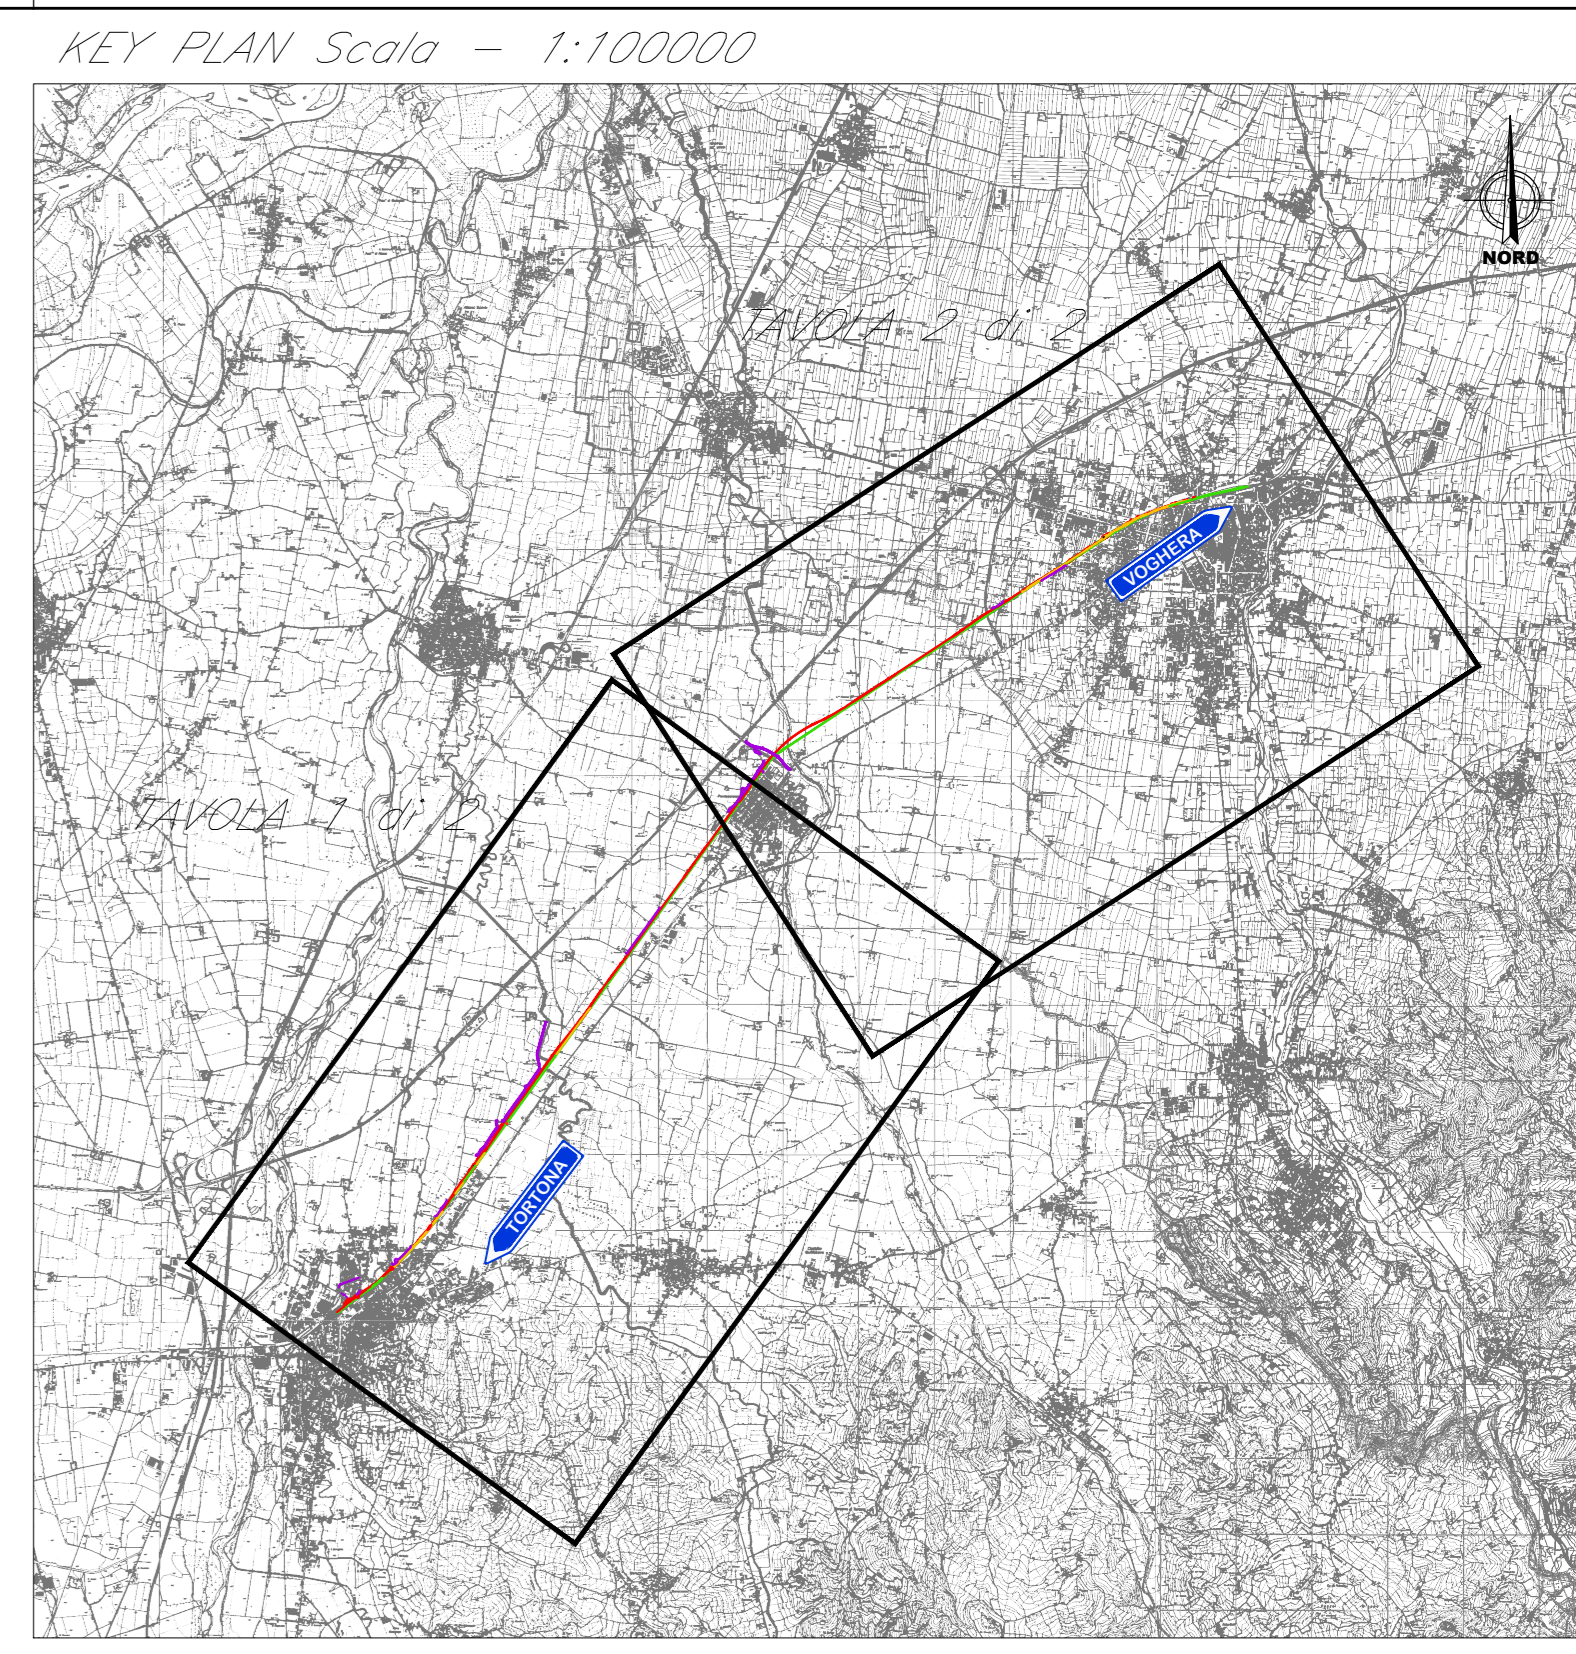 KEY PLAN Scala - 1:100000
NORD
TAVOLA 2 di 2
VOGHERA
TAVOLA 1 di 2
TORTONA